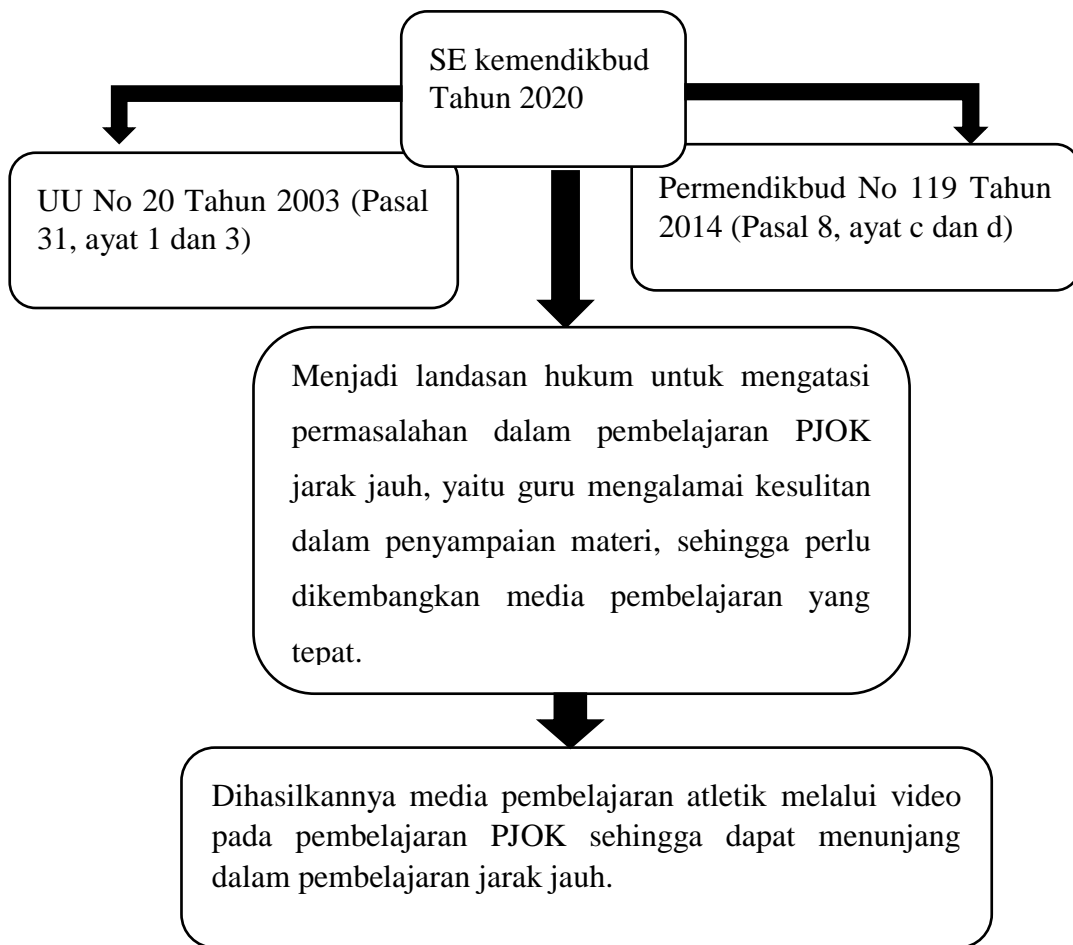 SE kemendikbud
Tahun 2020
UU No 20 Tahun 2003 (Pasal
31, ayat 1 dan 3)
Permendikbud No 119 Tahun
2014 (Pasal 8, ayat c dan d)
Menjadi landasan hukum untuk mengatasi
permasalahan dalam pembelajaran PJOK
jarak jauh, yaitu guru mengalamai kesulitan
dalam penyampaian materi, sehingga perlu
dikembangkan media pembelajaran yang
tepat.
Dihasilkannya media pembelajaran atletik melalui video
pada pembelajaran PJOK sehingga dapat menunjang
dalam pembelajaran jarak jauh.